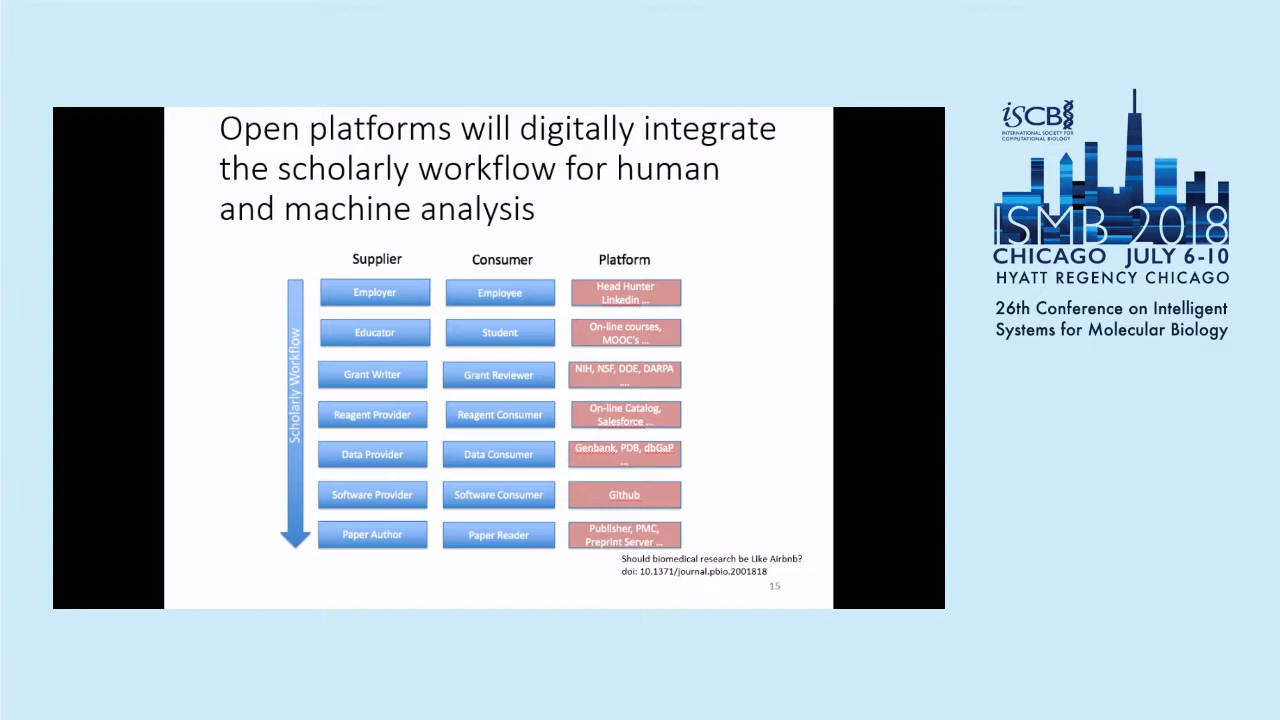 Open platforms will digitally integrate
the scholarly workflow for human
and machine analysis
Supplier Consumer Platform
Scholarly Workflow
Employer Employee Head Hunter
Linkedin ...
Educator Student On-line courses,
MOOC's ...
Grant Writer Grant Reviewer NIH, NSF, DOE, DARPA
....
Reagent Provider Reagent Consumer On-line Catalog,
Salesforce ...
Data Provider Data Consumer Genbank, PDB, dbGaP
...
Software Provider Software Consumer Github
Paper Author Paper Reader Publisher, PMC,
Preprint Server ...
Should biomedical research be Like Airbnb?
doi: 10.1371/journal.pbio.2001818
15
iSCB
INTERNATIONAL SOCIETY FOR
COMPUTATIONAL BIOLOGY
ISMB 2018
CHICAGO JULY 6-10
HYATT REGENCY CHICAGO
26th Conference on Intelligent
Systems for Molecular Biology